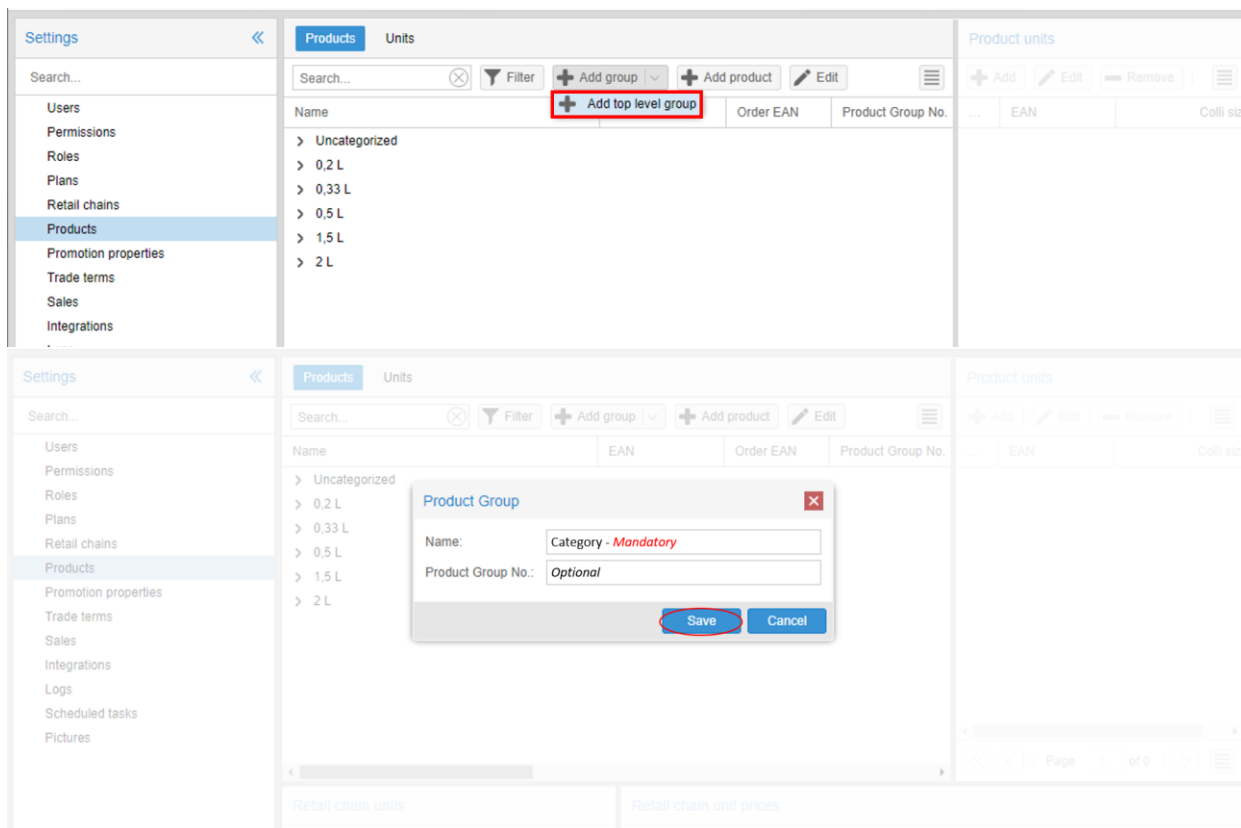 Settings
Products Units
Product units
Search...
Search... Filter Add group Add product Edit
Add Edit Remove
Add top level group
Name Order EAN Product Group No.
... EAN Colli siz
Users
Permissions
Roles
Plans
Retail chains
Products
Promotion properties
Trade terms
Sales
Integrations
> Uncategorized
> 0,2 L
> 0,33 L
> 0,5 L
> 1,5 L
> 2 L
Settings
Products Units
Product units
Search...
Search... Filter Add group Add product Edit
Add Edit Remove
Name EAN Order EAN Product Group No.
... EAN Colli siz
Users
Permissions
Roles
Plans
Retail chains
Products
Promotion properties
Trade terms
Sales
Integrations
Logs
Scheduled tasks
Pictures
> Uncategorized
> 0,2 L
> 0,33 L
> 0,5 L
> 1,5 L
> 2 L
Product Group
Name: Category - Mandatory
Product Group No.: Optional
Save Cancel
Page of 0
Retail chain units
Retail chain unit prices